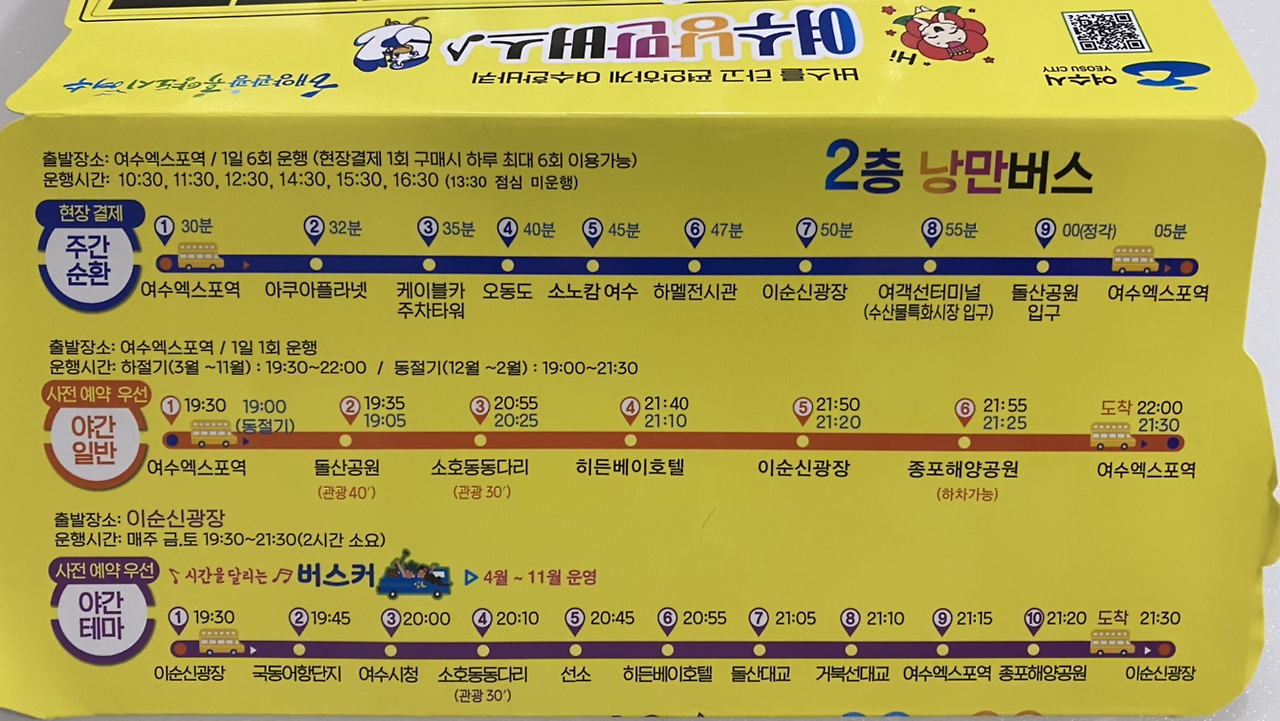 여수시
YEOSU CITY
Hi
여수낭만버스♪
버스를 타고 편안하게 여수한바퀴
해양관광 휴양도시 여수
2층 낭만버스
출발장소: 여수엑스포역 / 1일 6회 운행 (현장결제 1회 구매시 하루 최대 6회 이용가능)
운행시간: 10:30, 11:30, 12:30, 14:30, 15:30, 16:30 (13:30 점심 미운행)
현장 결제
주간
순환
1 30분 2 32분 3 35분 4 40분 5 45분 6 47분 7 50분 8 55분 9 00(정각) 05분
여수엑스포역 아쿠아플라넷 케이블카 오동도 소노캄 여수 하멜전시관 이순신광장 여객선터미널 돌산공원 여수엑스포역
주차타워 (수산물특화시장 입구) 입구
출발장소: 여수엑스포역 / 1일 1회 운행
운행시간: 하절기(3월 ~11월) : 19:30~22:00 / 동절기(12월 ~2월) : 19:00~21:30
사전 예약 우선
야간
일반
1 19:30 19:00 2 19:35 3 20:55 4 21:40 5 21:50 6 21:55 도착 22:00
(동절기) 19:05 20:25 21:10 21:20 21:25 21:30
여수엑스포역 돌산공원 소호동동다리 히든베이호텔 이순신광장 종포해양공원 여수엑스포역
(관광 40′) (관광 30′) (하차가능)
출발장소: 이순신광장
운행시간: 매주 금.토 19:30~21:30(2시간 소요)
사전 예약 우선
야간
테마
♪ 시간을 달리는 ♬ 버스커 ▷ 4월 ~ 11월 운영
1 19:30 2 19:45 3 20:00 4 20:10 5 20:45 6 20:55 7 21:05 8 21:10 9 21:15 10 21:20 도착 21:30
이순신광장 국동어항단지 여수시청 소호동동다리 선소 히든베이호텔 돌산대교 거북선대교 여수엑스포역 종포해양공원 이순신광장
(관광 30′)